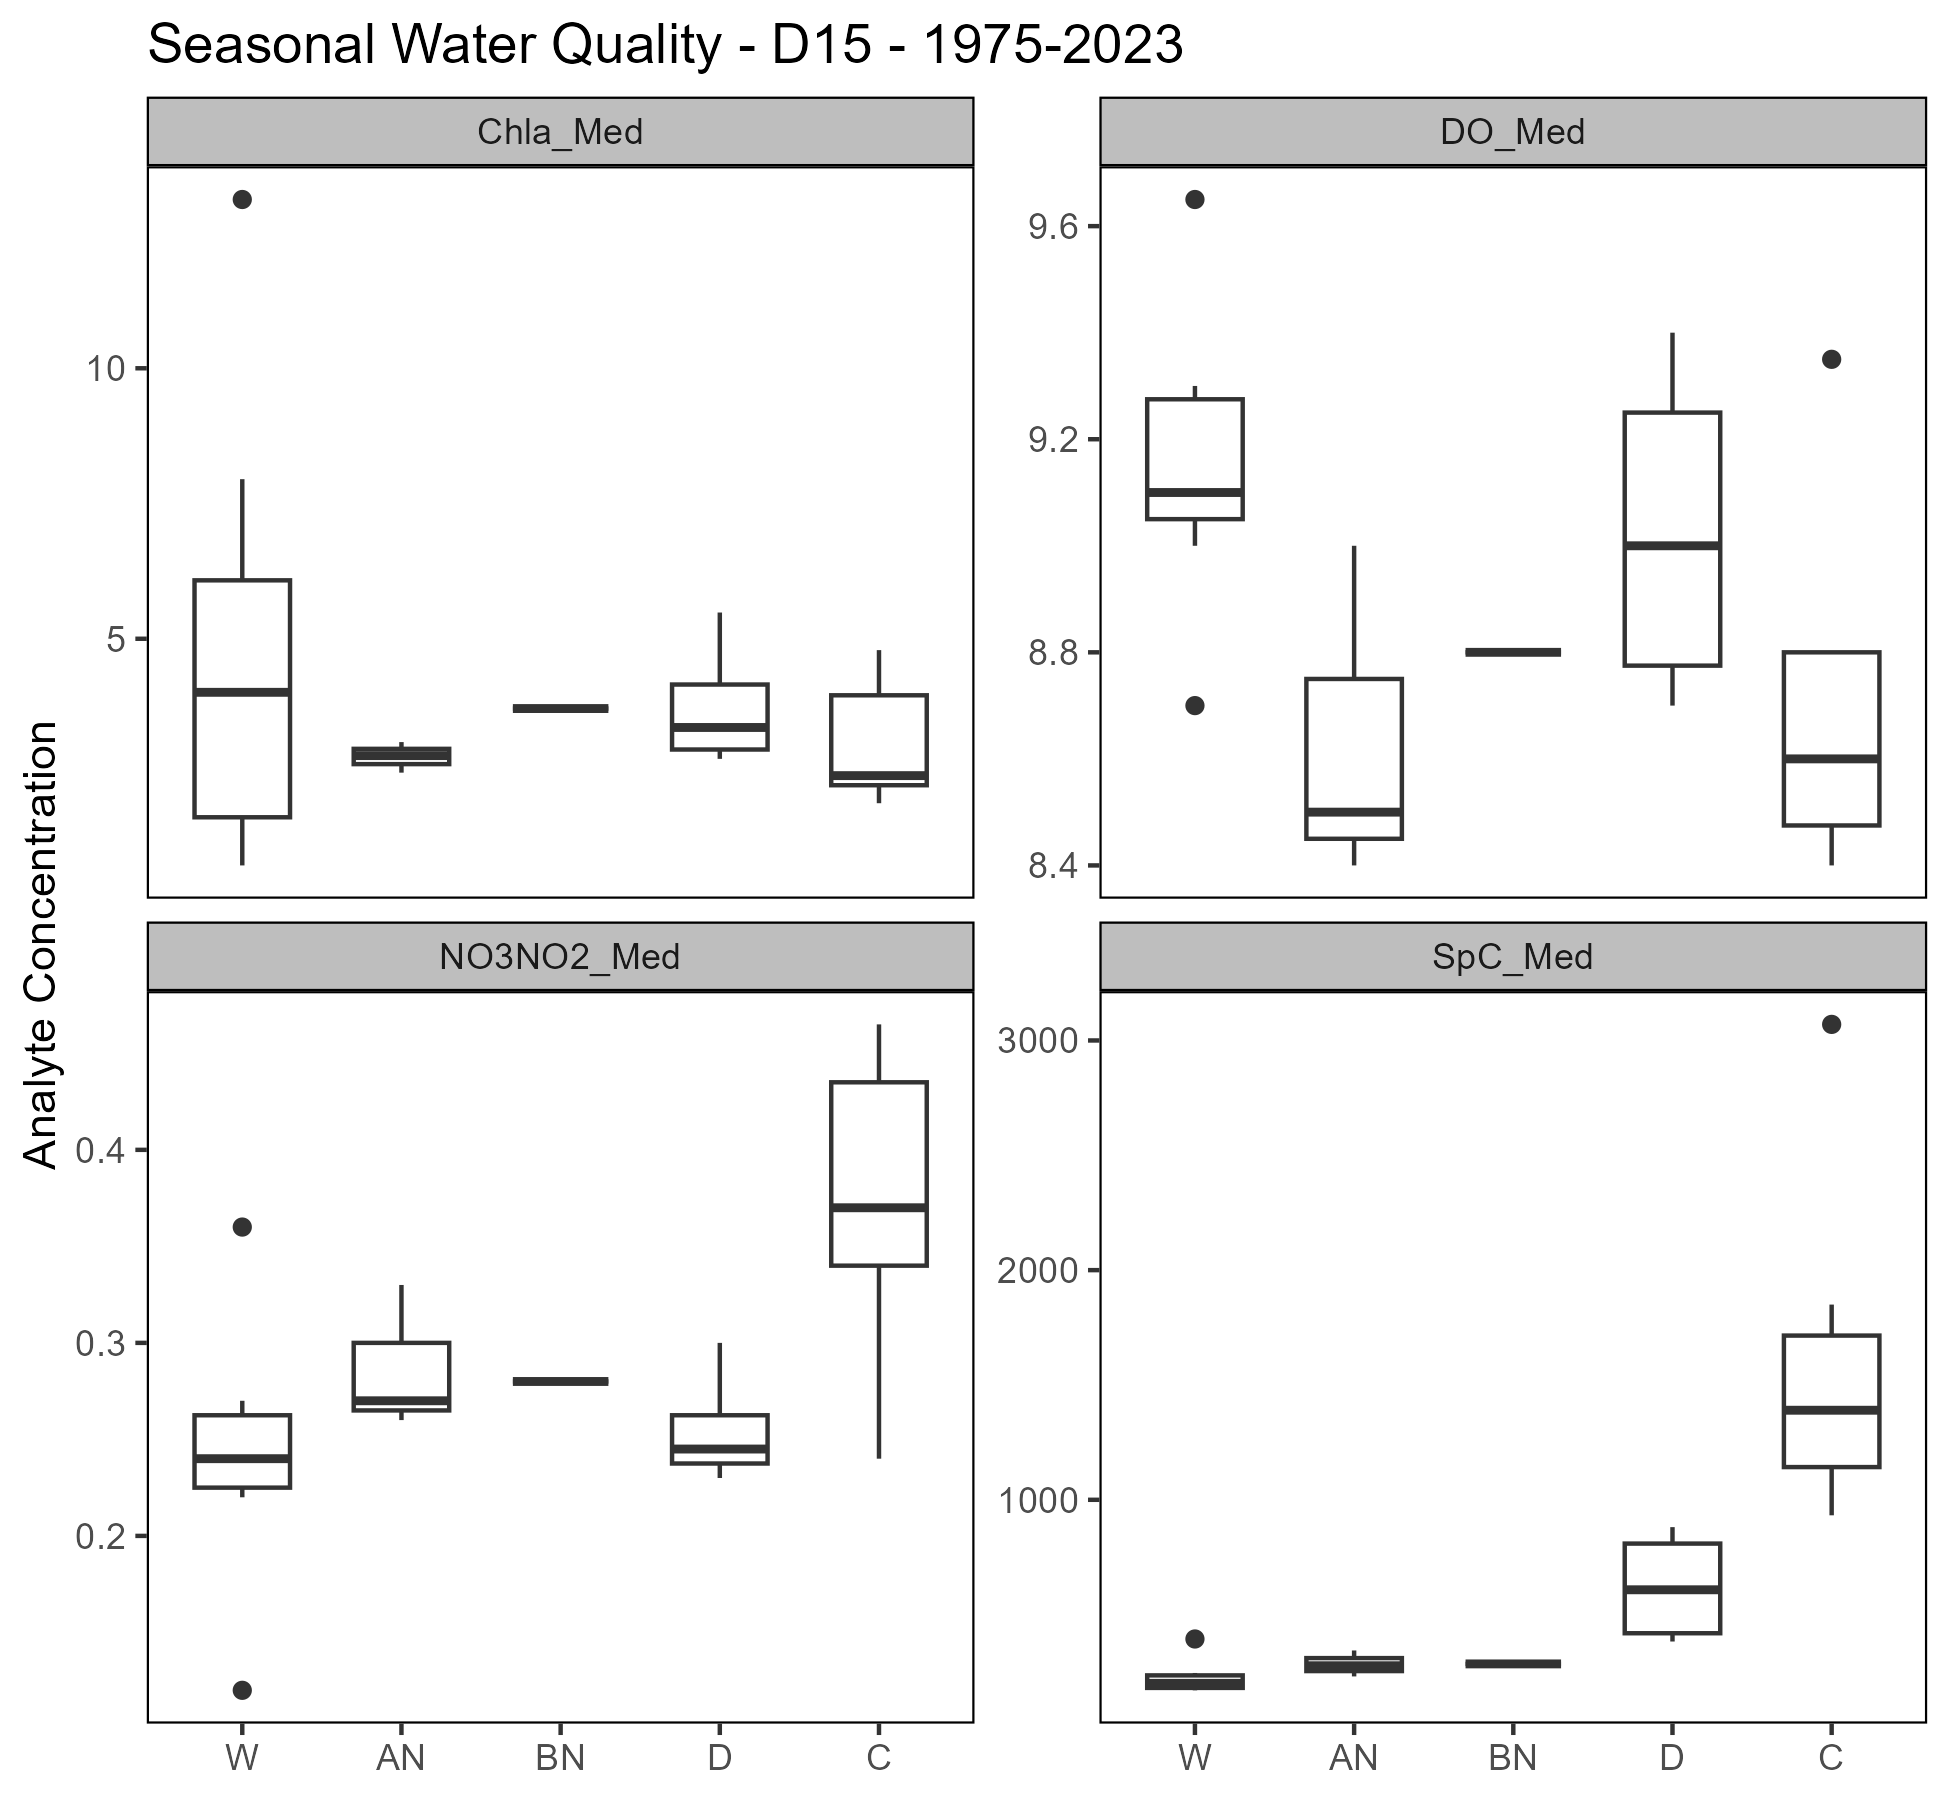 Seasonal Water Quality - D15 - 1975-2023
Chla_Med
DO_Med
10
5
9.6
9.2
8.8
8.4
Analyte Concentration
NO3NO2_Med
SpC_Med
0.4
0.3
0.2
3000
2000
1000
W AN BN D C
W AN BN D C